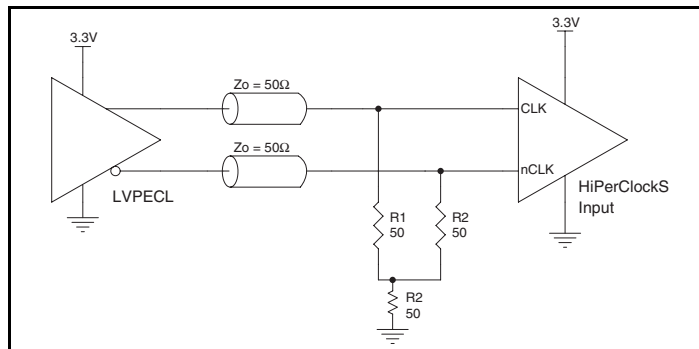 3.3V
3.3V
Zo = 50Ω
CLK
Zo = 50Ω
nCLK
LVPECL
HiPerClockS
Input
R1
50
R2
50
R2
50